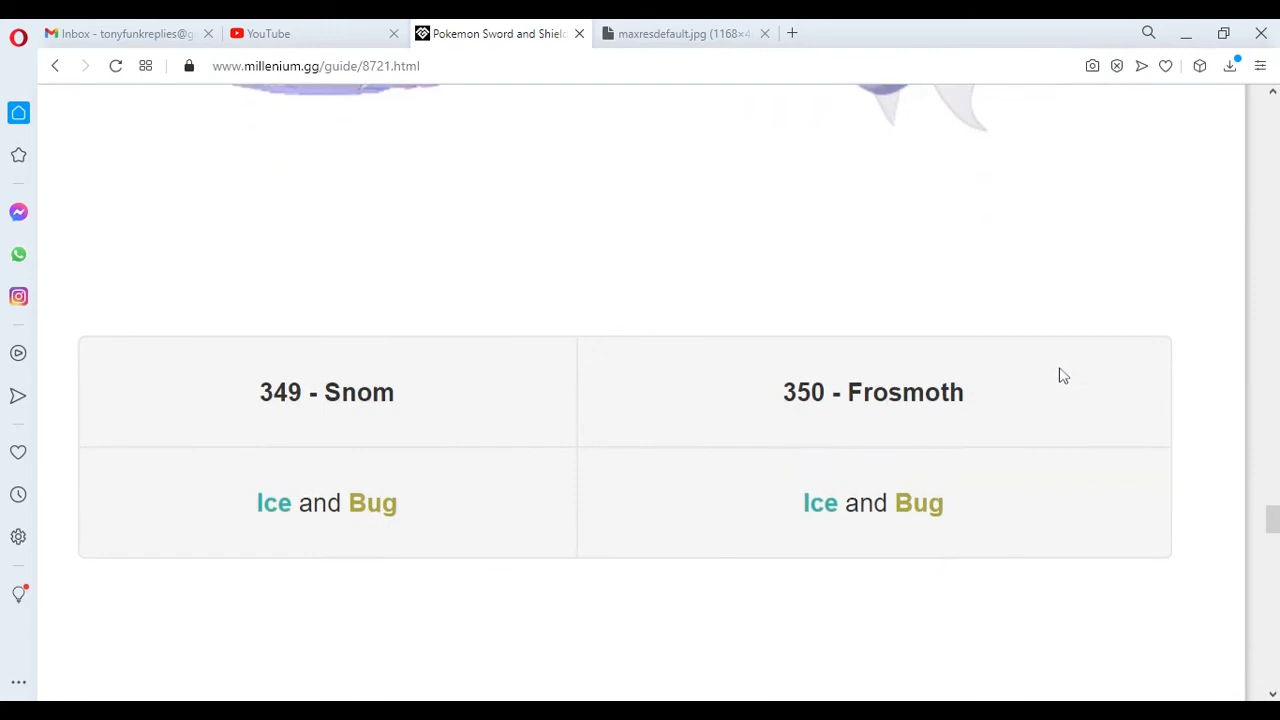 Inbox - tonyfunkreplies@g
YouTube
Pokemon Sword and Shield
maxresdefault.jpg (1168×4
www.millenium.gg/guide/8721.html
349 - Snom
350 - Frosmoth
Ice and Bug
Ice and Bug